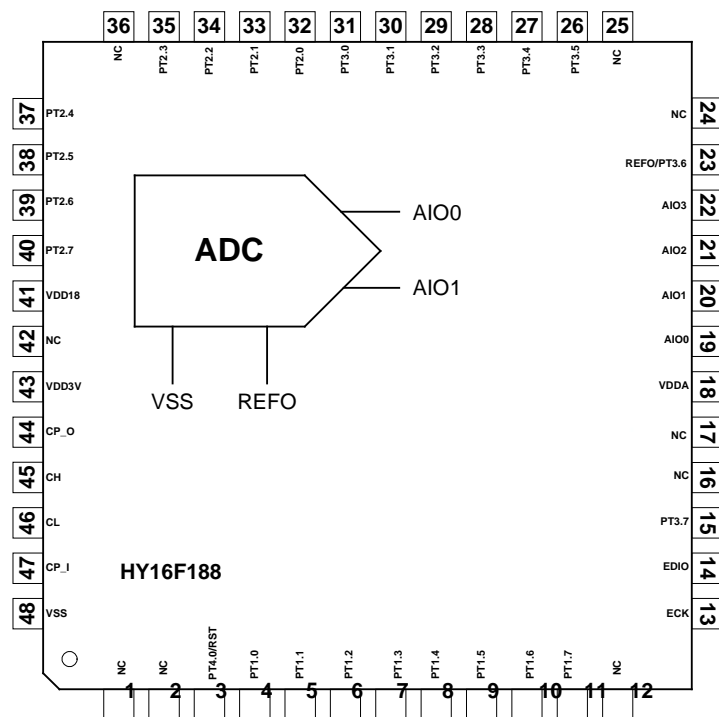 36 35 34 33 32 31 30 29 28 27 26 25
NC PT2.3 PT2.2 PT2.1 PT2.0 PT3.0 PT3.1 PT3.2 PT3.3 PT3.4 PT3.5 NC
37 PT2.4
38 PT2.5
39 PT2.6
40 PT2.7
41 VDD18
42 NC
43 VDD3V
44 CP_O
45 CH
46 CL
47 CP_I
48 VSS
ADC
AIO0
AIO1
VSS REFO
HY16F188
NC 24
REFO/PT3.6 23
AIO3 22
AIO2 21
AIO1 20
AIO0 19
VDDA 18
NC 17
NC 16
PT3.7 15
EDIO 14
ECK 13
NC NC PT4.0/RST PT1.0 PT1.1 PT1.2 PT1.3 PT1.4 PT1.5 PT1.6 PT1.7 NC
1 2 3 4 5 6 7 8 9 10 11 12